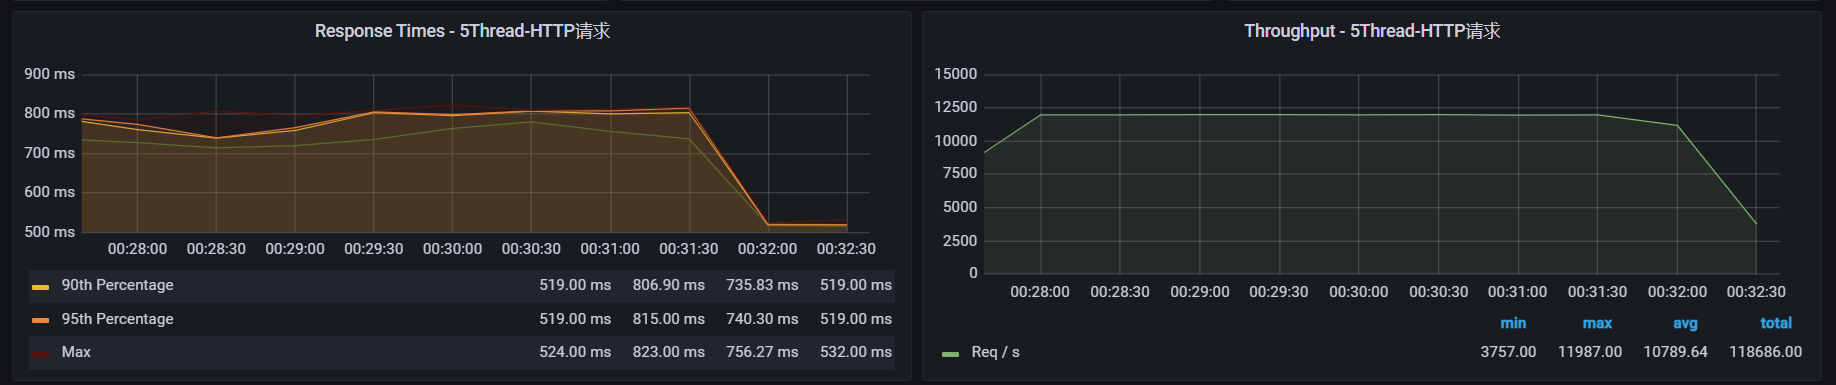 Response Times - 5Thread-HTTP请求
900 ms
800 ms
700 ms
600 ms
500 ms
00:28:00 00:28:30 00:29:00 00:29:30 00:30:00 00:30:30 00:31:00 00:31:30 00:32:00 00:32:30
90th Percentage 519.00 ms 806.90 ms 735.83 ms 519.00 ms
95th Percentage 519.00 ms 815.00 ms 740.30 ms 519.00 ms
Max 524.00 ms 823.00 ms 756.27 ms 532.00 ms
Throughput - 5Thread-HTTP请求
15000
12500
10000
7500
5000
2500
0
00:28:00 00:28:30 00:29:00 00:29:30 00:30:00 00:30:30 00:31:00 00:31:30 00:32:00 00:32:30
min max avg total
Req / s 3757.00 11987.00 10789.64 118686.00